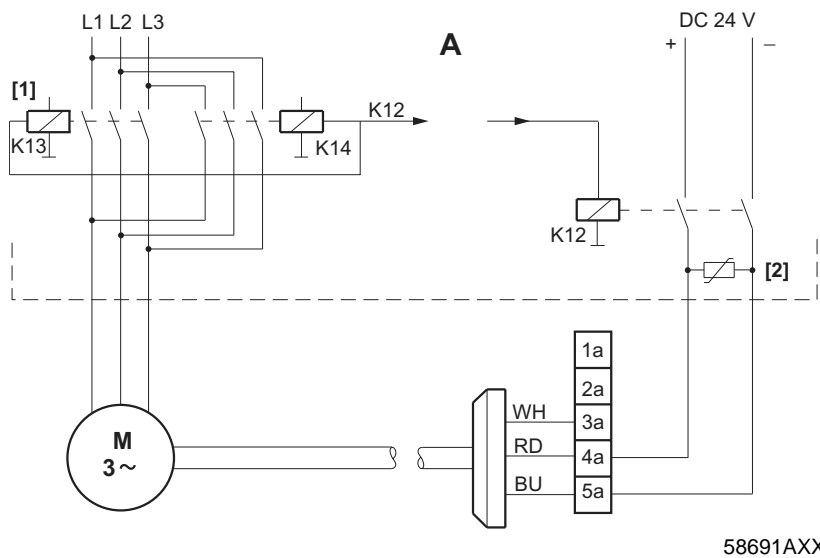 L1 L2 L3
A
DC 24 V
+ –
[1]
K13
K14
K12
K12
[2]
1a
2a
WH 3a
RD 4a
BU 5a
M
3~
58691AXX